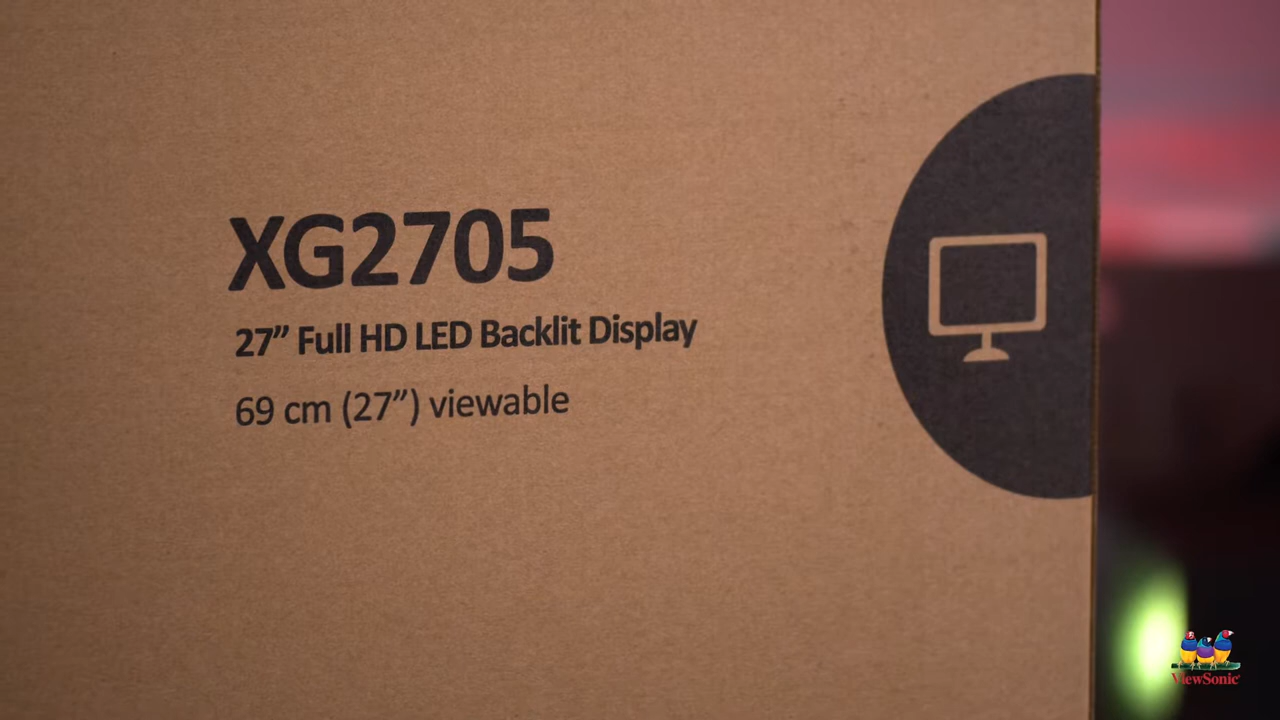 XG2705
27” Full HD LED Backlit Display
69 cm (27”) viewable
ViewSonic